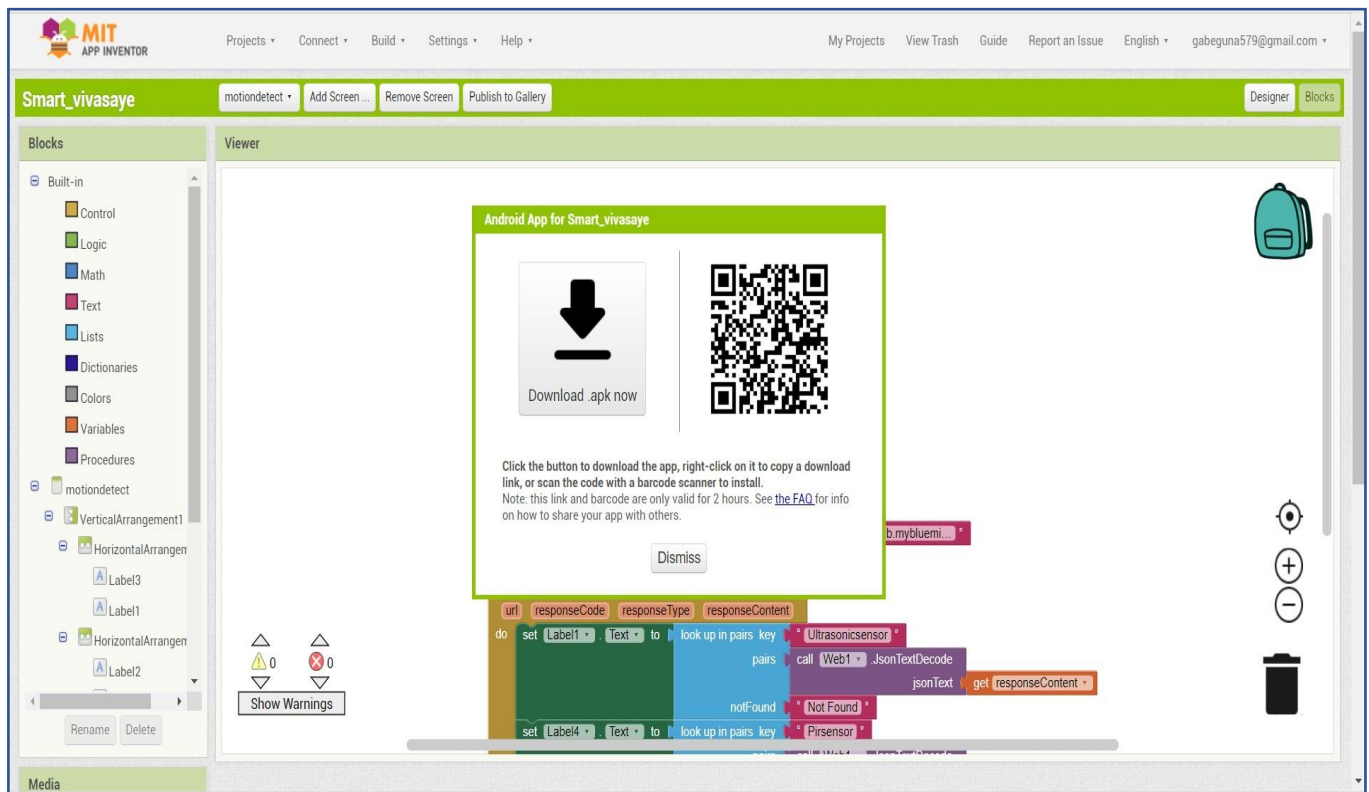 MIT
APP INVENTOR
Projects Connect Build Settings Help My Projects View Trash Guide Report an Issue English gabeguna579@gmail.com
Smart_vivasaye motiondetect Add Screen ... Remove Screen Publish to Gallery Designer Blocks
Blocks Viewer
Built-in
Control
Logic
Math
Text
Lists
Dictionaries
Colors
Variables
Procedures
motiondetect
VerticalArrangement1
HorizontalArrangem
Label3
Label1
HorizontalArrangem
Label2
Rename Delete
Media
Android App for Smart_vivasaye
Download .apk now
Click the button to download the app, right-click on it to copy a download
link, or scan the code with a barcode scanner to install.
Note: this link and barcode are only valid for 2 hours. See the FAQ for info
on how to share your app with others.
Dismiss
b.mybluemi... "
url responseCode responseType responseContent
do set Label1 . Text to look up in pairs key " Ultrasonicsensor "
pairs call Web1 .JsonTextDecode
jsonText get responseContent
notFound " Not Found "
set Label4 . Text to look up in pairs key " Pirsensor "
0 0
Show Warnings